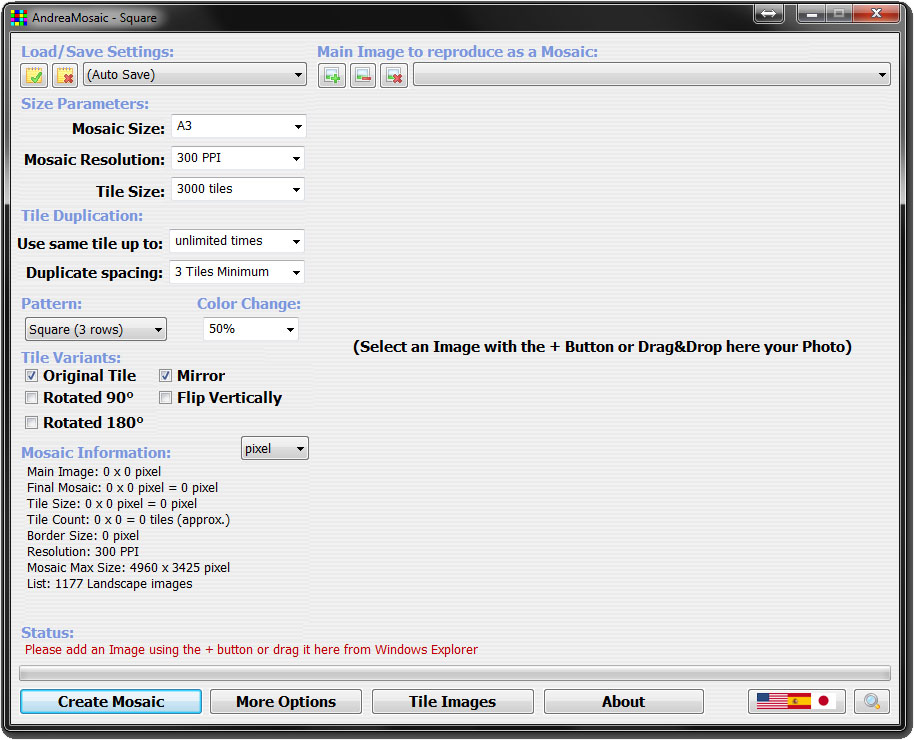 AndreaMosaic - Square
Load/Save Settings:
(Auto Save)
Main Image to reproduce as a Mosaic:
Size Parameters:
Mosaic Size: A3
Mosaic Resolution: 300 PPI
Tile Size: 3000 tiles
Tile Duplication:
Use same tile up to: unlimited times
Duplicate spacing: 3 Tiles Minimum
Pattern: Color Change:
Square (3 rows) 50%
Tile Variants:
Original Tile Mirror
Rotated 90º Flip Vertically
Rotated 180º
Mosaic Information: pixel
Main Image: 0 x 0 pixel
Final Mosaic: 0 x 0 pixel = 0 pixel
Tile Size: 0 x 0 pixel = 0 pixel
Tile Count: 0 x 0 = 0 tiles (approx.)
Border Size: 0 pixel
Resolution: 300 PPI
Mosaic Max Size: 4960 x 3425 pixel
List: 1177 Landscape images
(Select an Image with the + Button or Drag&Drop here your Photo)
Status:
Please add an Image using the + button or drag it here from Windows Explorer
Create Mosaic More Options Tile Images About